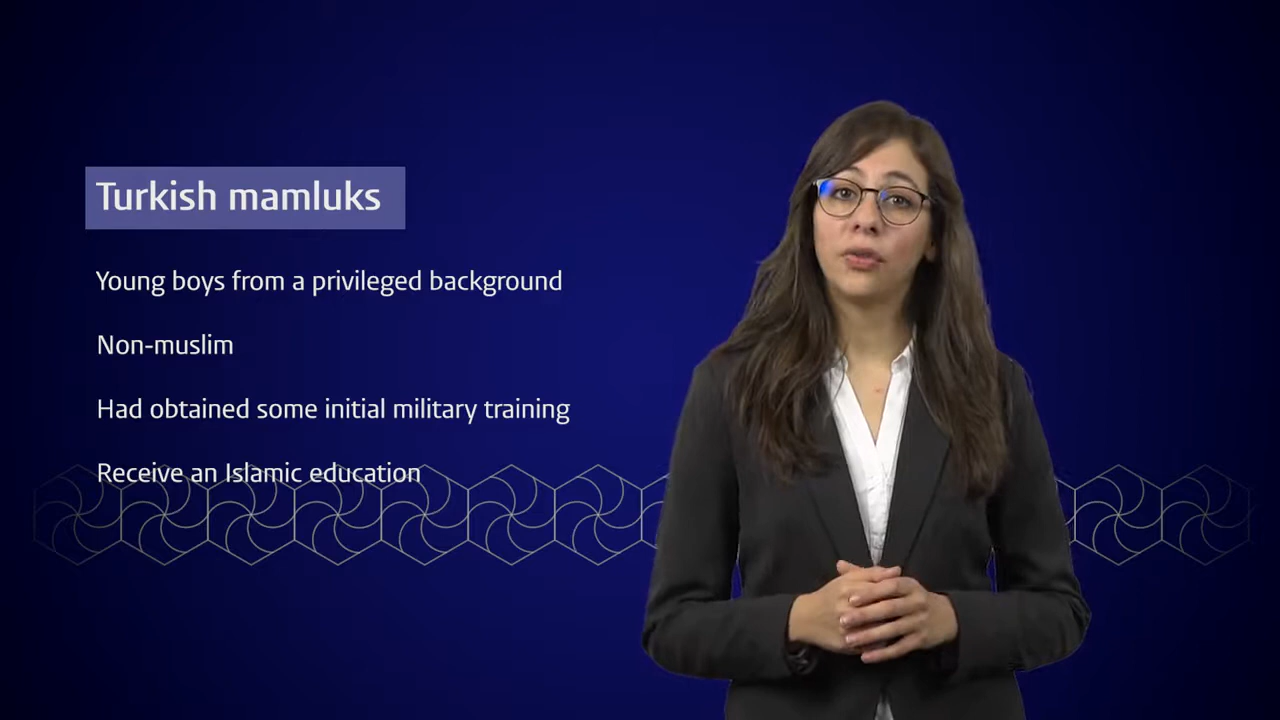 Turkish mamluks
Young boys from a privileged background
Non-muslim
Had obtained some initial military training
Receive an Islamic education